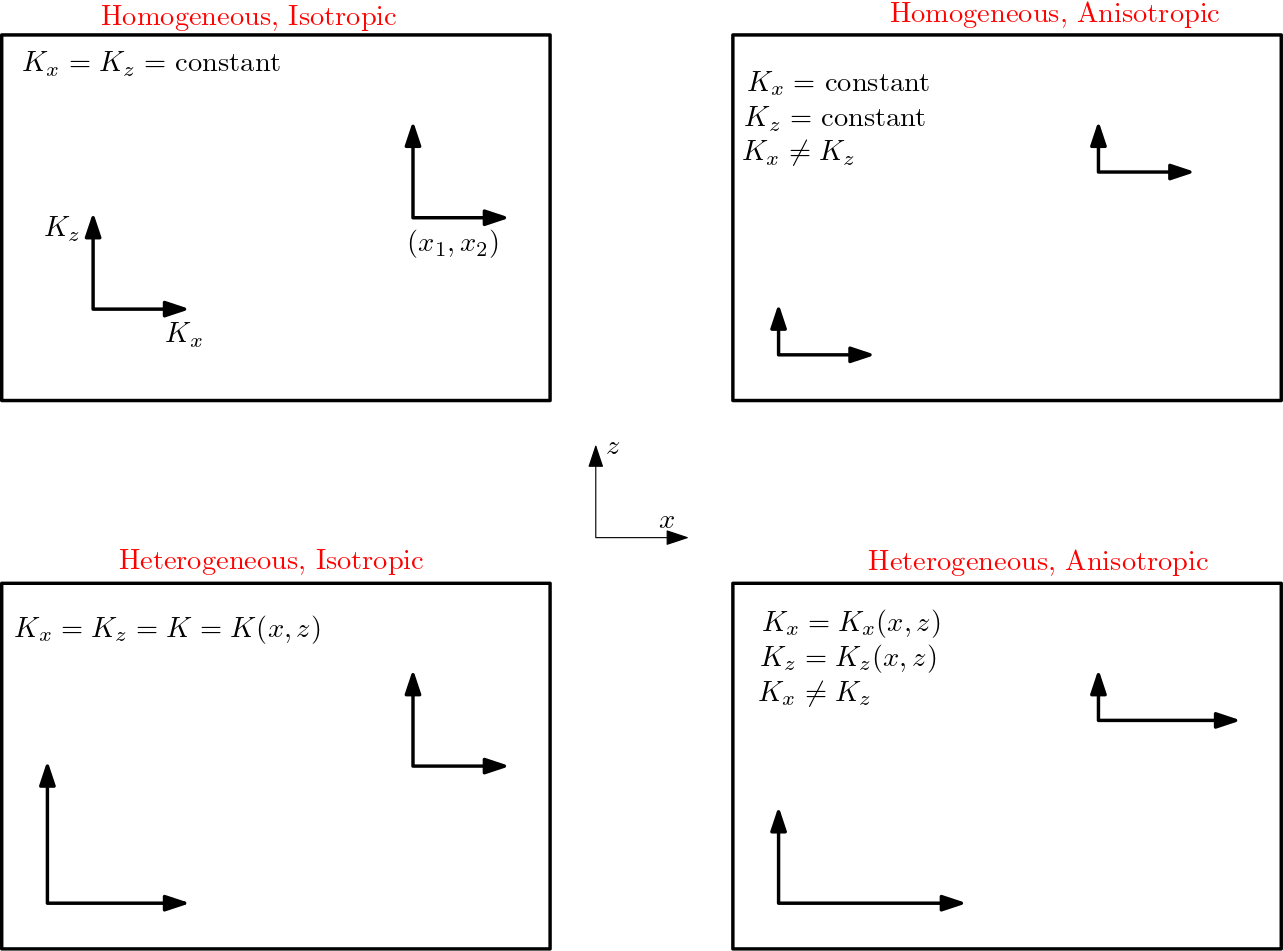 Homogeneous, Isotropic
K_x = K_z = constant
K_z
K_x
(x_1, x_2)
Homogeneous, Anisotropic
K_x = constant
K_z = constant
K_x ≠ K_z
z
x
Heterogeneous, Isotropic
K_x = K_z = K = K(x, z)
Heterogeneous, Anisotropic
K_x = K_x(x, z)
K_z = K_z(x, z)
K_x ≠ K_z